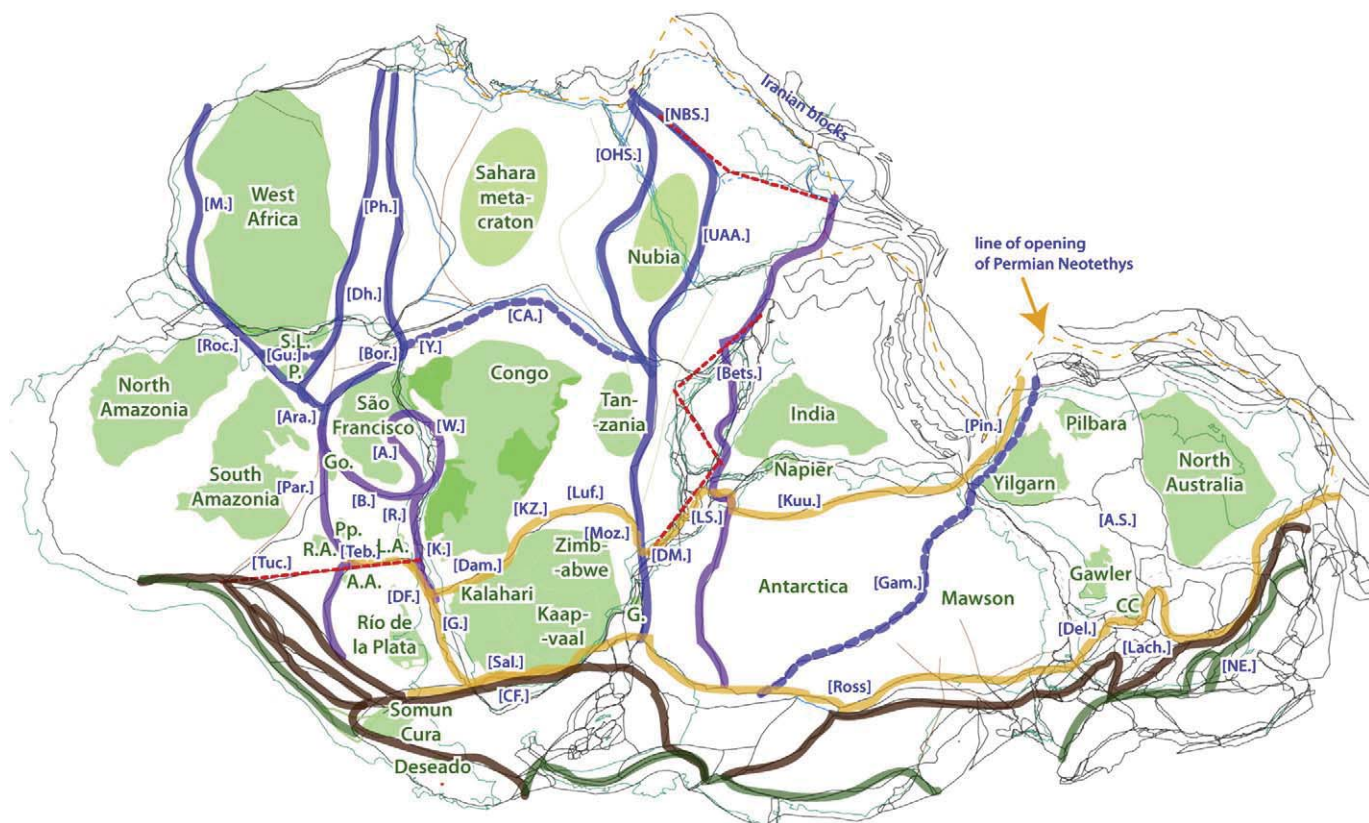 Iranian blocks
[NBS.]
[OHS.]
Sahara
meta-
craton
West
Africa
[M.]
[Ph.]
Nubia
[UAA.]
line of opening
of Permian Neotethys
[Dh.]
[CA.]
[Roc.]
S.L.
[Gu.]
P.
[Bor.]
[Y.]
[Bets.]
North
Amazonia
Congo
São
Francisco
Tan-
-zania
India
Pilbara
[Ara.]
[W.]
[Pin.]
[A.]
North
Australia
Go.
South
Amazonia
Napier
Yilgarn
[Par.]
[B.]
[R.]
[Luf.]
[KZ.]
[LS.]
[Kuu.]
[A.S.]
Pp.
R.A.
[Teb.]
L.A.
[K.]
[Moz.]
Zimb-
-abwe
[DM.]
[Tuc.]
[Dam.]
A.A.
[DF.]
Kalahari
Antarctica
[Gam.]
Mawson
Gawler
CC
Kaap-
-vaal
G.
[G.]
Río de
la Plata
[Del.]
[Lach.]
[NE.]
[Sal.]
[CF.]
[Ross]
Somun
Cura
Deseado